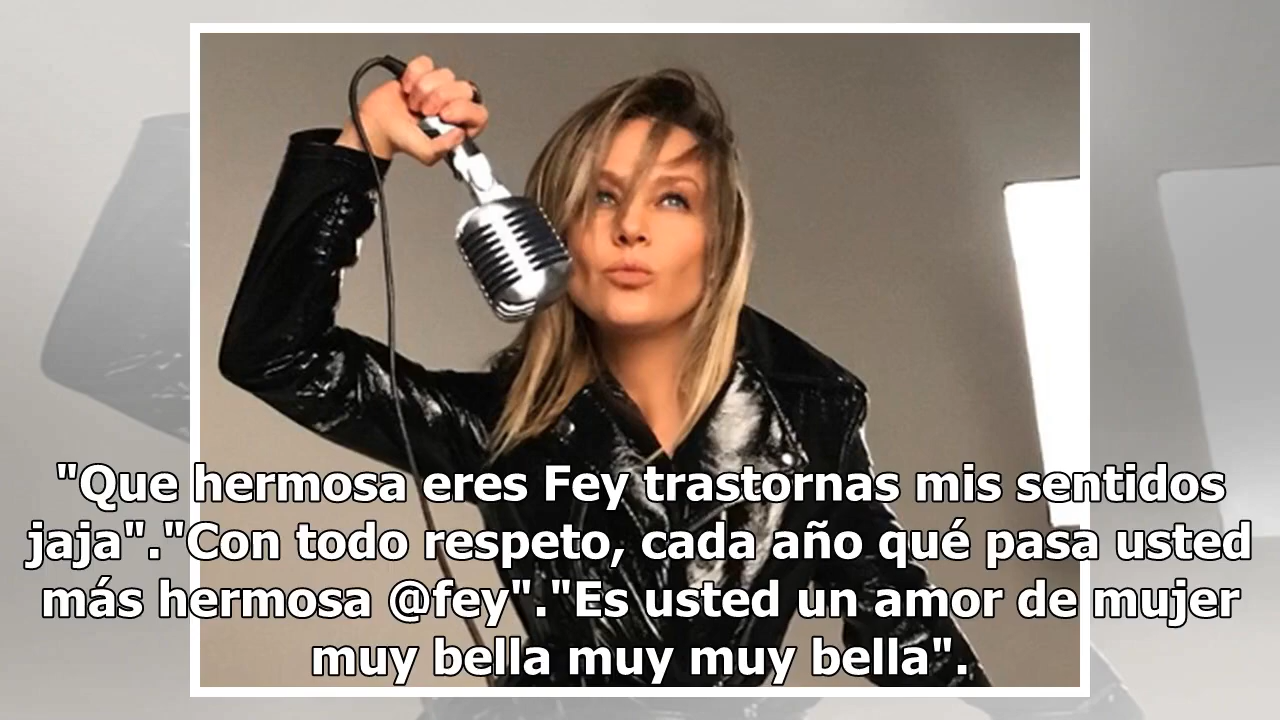 "Que hermosa eres Fey trastornas mis sentidos
jaja"."Con todo respeto, cada año qué pasa usted
más hermosa @fey"."Es usted un amor de mujer
muy bella muy muy bella".